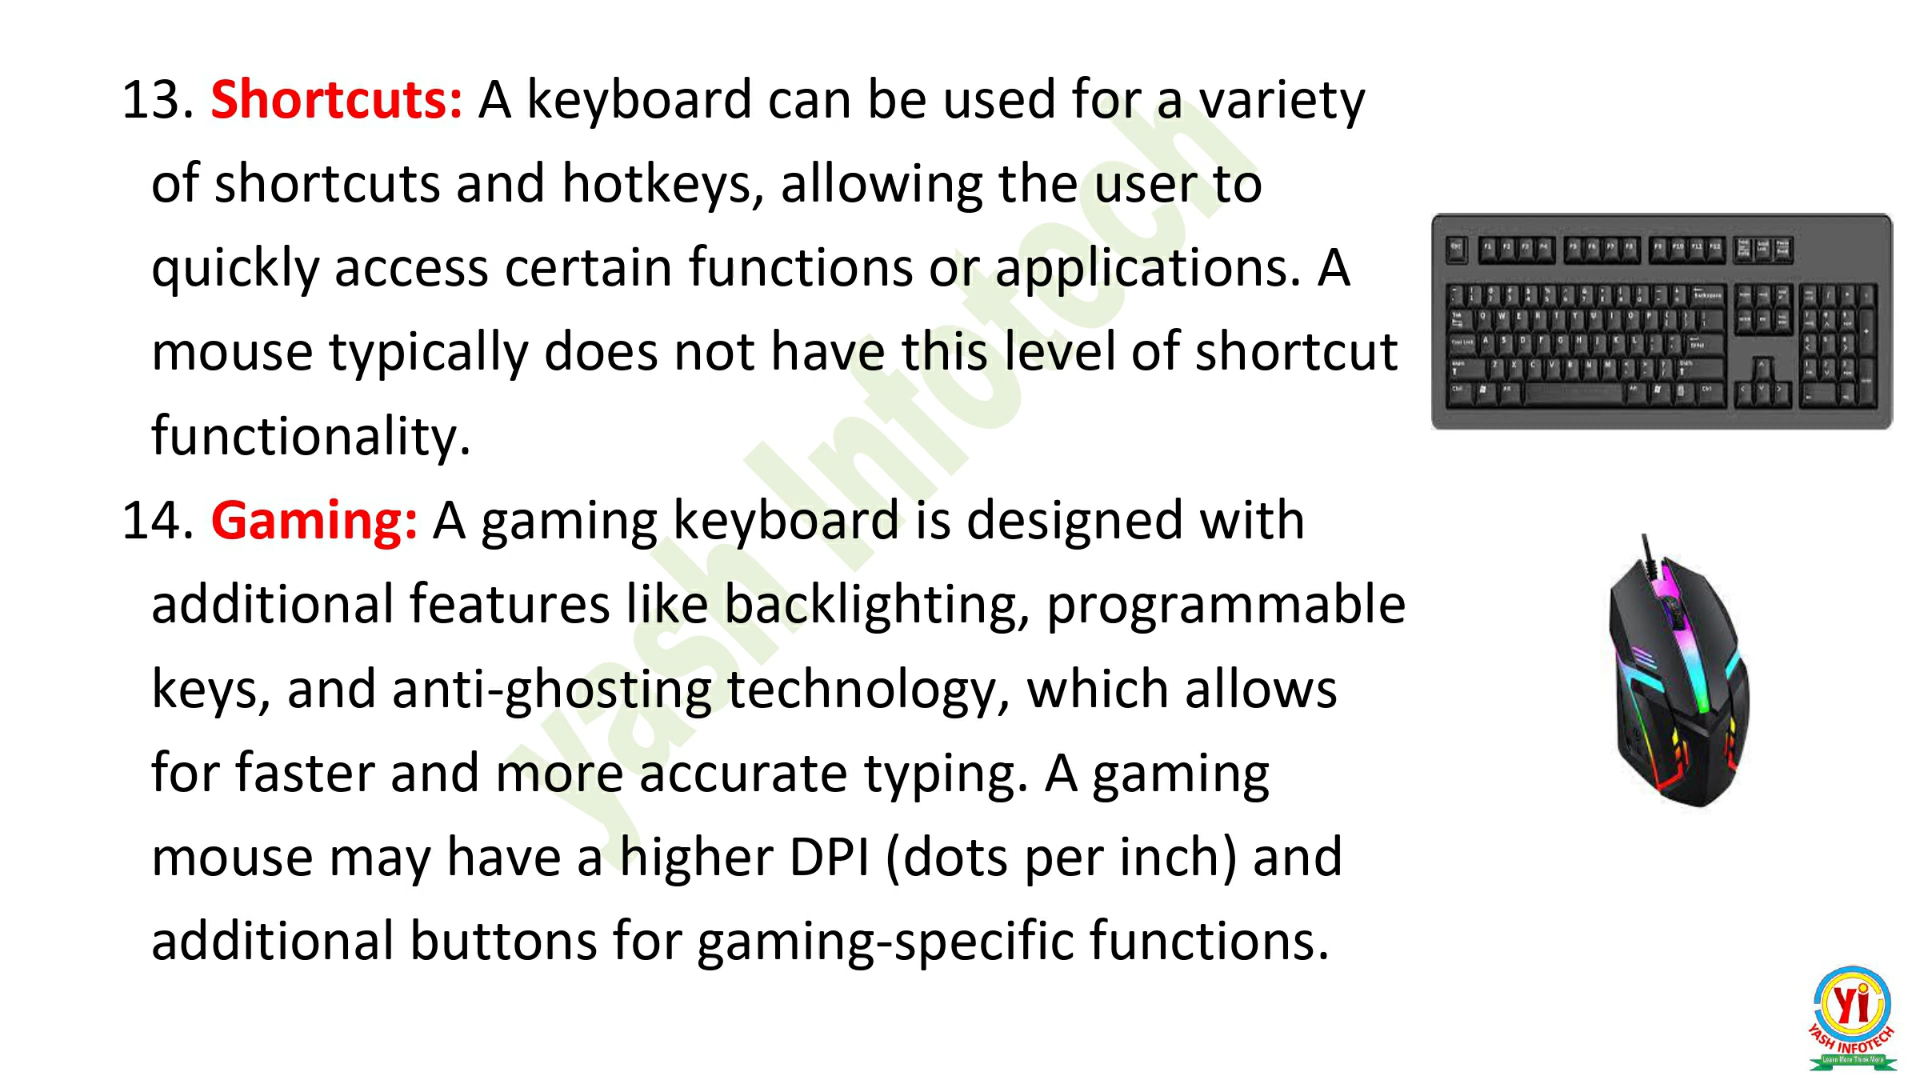 13. Shortcuts: A keyboard can be used for a variety
of shortcuts and hotkeys, allowing the user to
quickly access certain functions or applications. A
mouse typically does not have this level of shortcut
functionality.
14. Gaming: A gaming keyboard is designed with
additional features like backlighting, programmable
keys, and anti-ghosting technology, which allows
for faster and more accurate typing. A gaming
mouse may have a higher DPI (dots per inch) and
additional buttons for gaming-specific functions.
yash Infotech
Yi
YASH INFOTECH
Learn More Think More